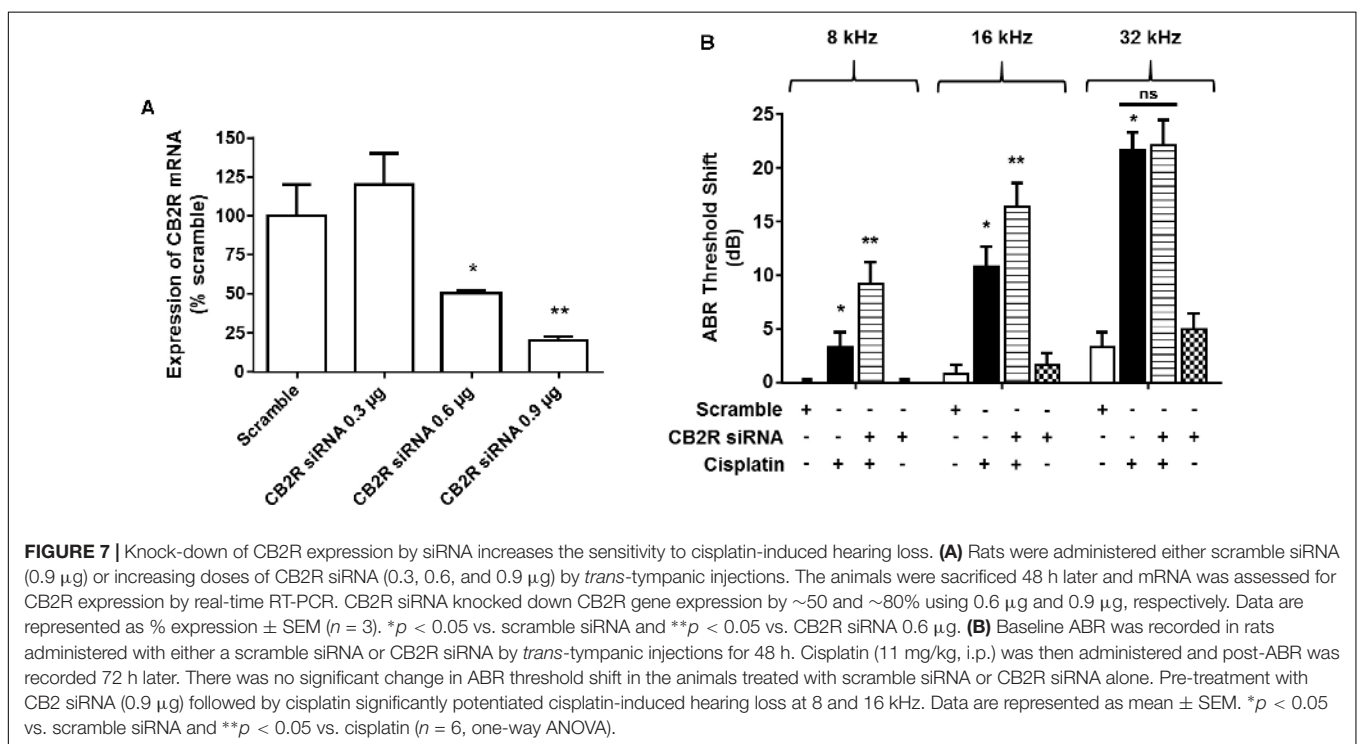 A
Expression of CB2R mRNA
(% scramble)
150
125
100
75
50
25
0
*
**
Scramble
CB2R siRNA 0.3 µg
CB2R siRNA 0.6 µg
CB2R siRNA 0.9 µg
B
8 kHz 16 kHz 32 kHz
ABR Threshold Shift
(dB)
25
20
15
10
5
0
*
**
*
**
*
ns
Scramble + - - - + - - - + - - -
CB2R siRNA - - + + - - + + - - + +
Cisplatin - + + - - + + - - + + -
FIGURE 7 | Knock-down of CB2R expression by siRNA increases the sensitivity to cisplatin-induced hearing loss. (A) Rats were administered either scramble siRNA
(0.9 µg) or increasing doses of CB2R siRNA (0.3, 0.6, and 0.9 µg) by trans-tympanic injections. The animals were sacrificed 48 h later and mRNA was assessed for
CB2R expression by real-time RT-PCR. CB2R siRNA knocked down CB2R gene expression by ~50 and ~80% using 0.6 µg and 0.9 µg, respectively. Data are
represented as % expression ± SEM (n = 3). *p < 0.05 vs. scramble siRNA and **p < 0.05 vs. CB2R siRNA 0.6 µg. (B) Baseline ABR was recorded in rats
administered with either a scramble siRNA or CB2R siRNA by trans-tympanic injections for 48 h. Cisplatin (11 mg/kg, i.p.) was then administered and post-ABR was
recorded 72 h later. There was no significant change in ABR threshold shift in the animals treated with scramble siRNA or CB2R siRNA alone. Pre-treatment with
CB2 siRNA (0.9 µg) followed by cisplatin significantly potentiated cisplatin-induced hearing loss at 8 and 16 kHz. Data are represented as mean ± SEM. *p < 0.05
vs. scramble siRNA and **p < 0.05 vs. cisplatin (n = 6, one-way ANOVA).